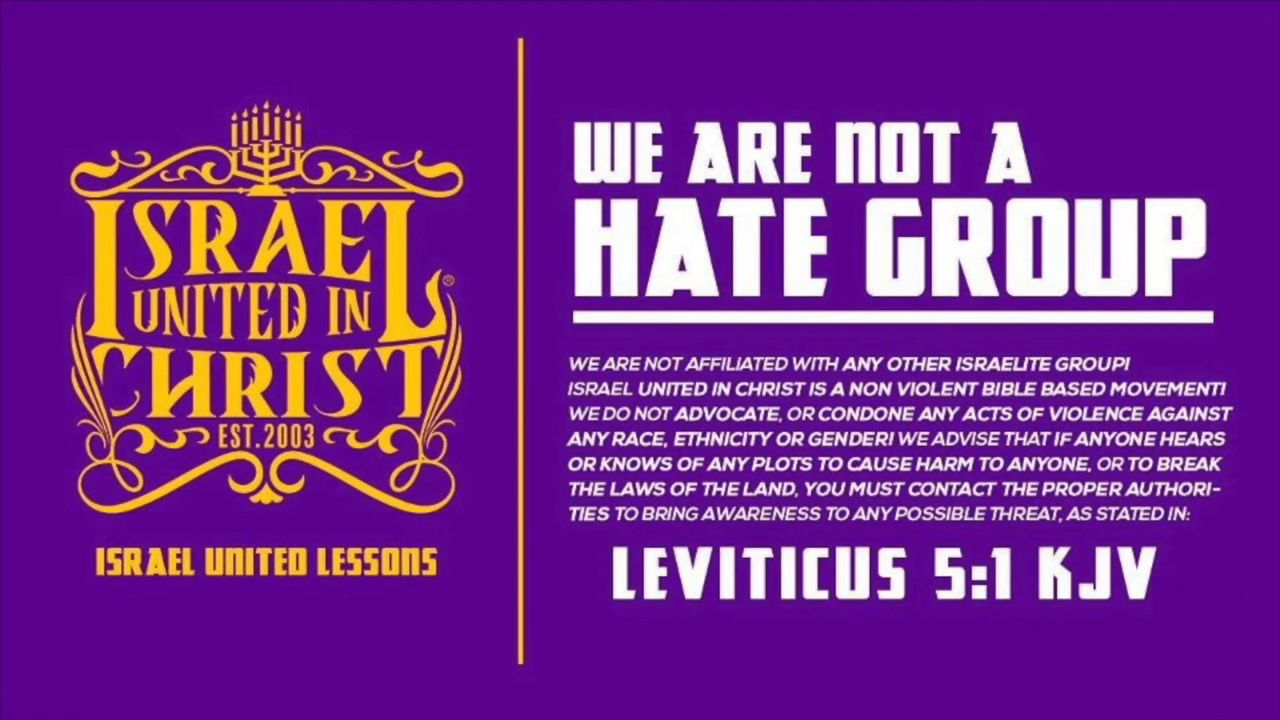 ISRAEL
UNITED IN
CHRIST
EST. 2003
®
ISRAEL UNITED LESSONS
WE ARE NOT A
HATE GROUP
WE ARE NOT AFFILIATED WITH ANY OTHER ISRAELITE GROUP!
ISRAEL UNITED IN CHRIST IS A NON VIOLENT BIBLE BASED MOVEMENT!
WE DO NOT ADVOCATE, OR CONDONE ANY ACTS OF VIOLENCE AGAINST
ANY RACE, ETHNICITY OR GENDER! WE ADVISE THAT IF ANYONE HEARS
OR KNOWS OF ANY PLOTS TO CAUSE HARM TO ANYONE, OR TO BREAK
THE LAWS OF THE LAND, YOU MUST CONTACT THE PROPER AUTHORI-
TIES TO BRING AWARENESS TO ANY POSSIBLE THREAT, AS STATED IN:
LEVITICUS 5:1 KJV